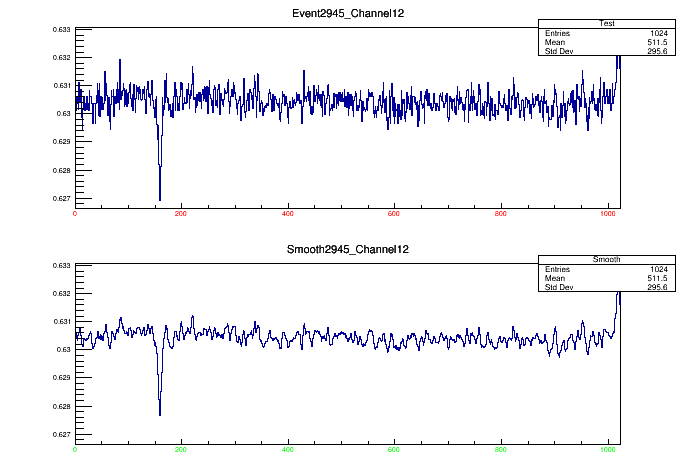 Event2945_Channel12
Test
Entries 1024
Mean 511.5
Std Dev 295.6
0.633
0.632
0.631
0.63
0.629
0.628
0.627
0 200 400 600 800 1000
Smooth2945_Channel12
Smooth
Entries 1024
Mean 511.5
Std Dev 295.6
0.633
0.632
0.631
0.63
0.629
0.628
0.627
0 200 400 600 800 1000